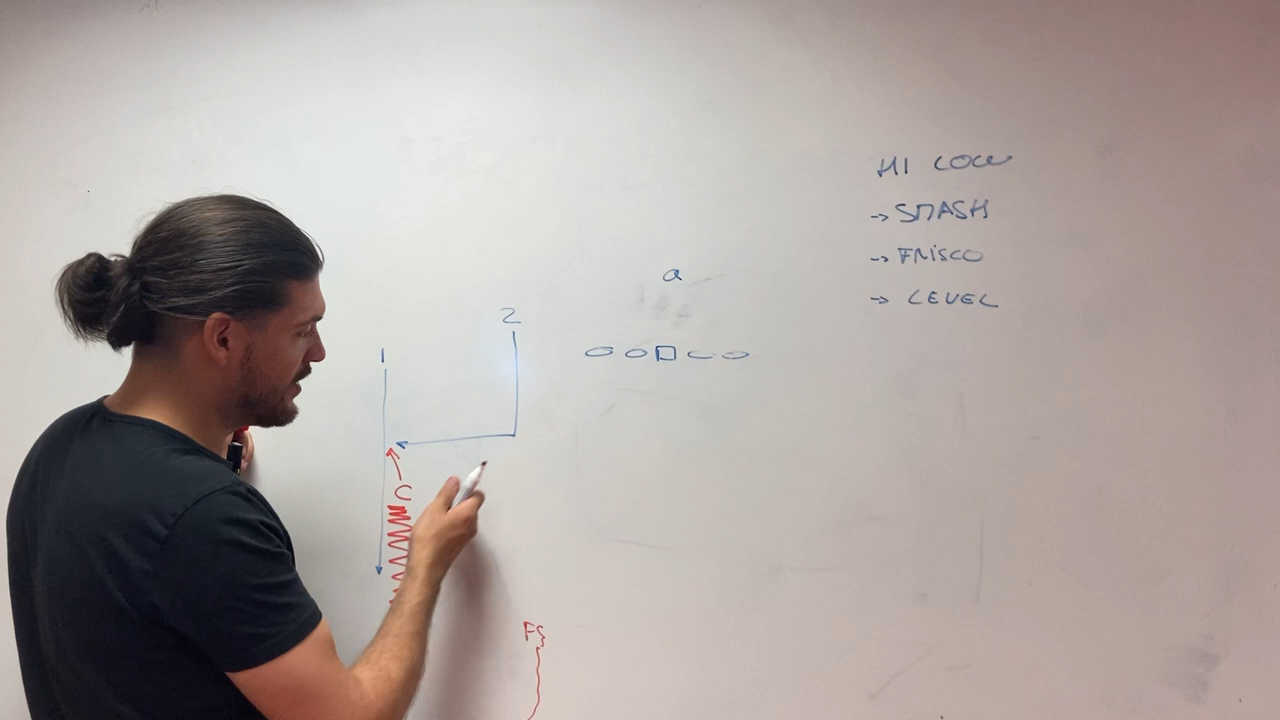 HI LOW
→ SMASH
→ FRISCO
→ LEVEL
Q
2
1
C
FS